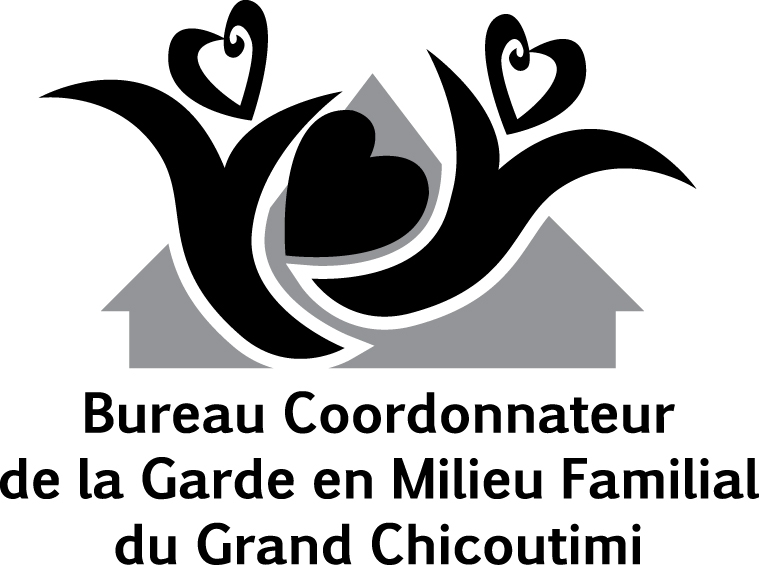 Bureau Coordonnateur
de la Garde en Milieu Familial
du Grand Chicoutimi